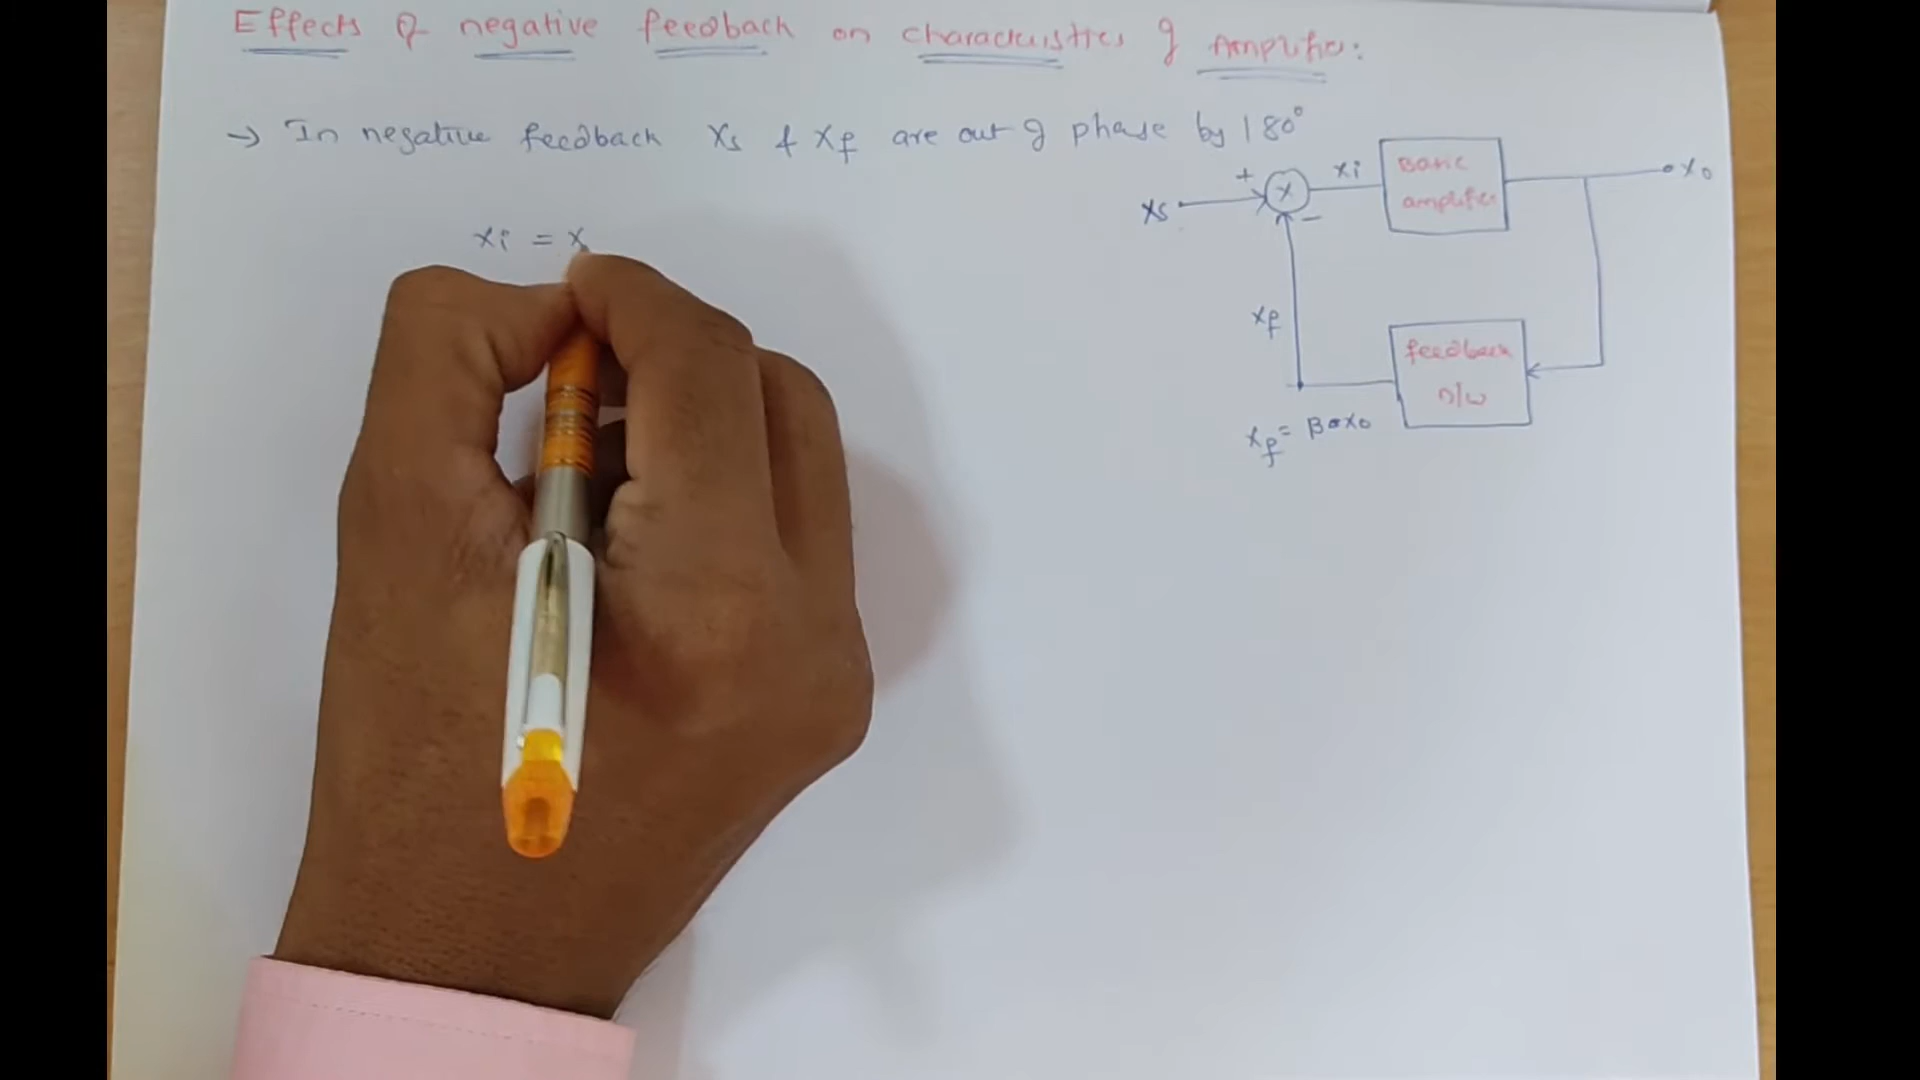 Effects of negative feedback on characteristics of Amplifier:
→ In negative feedback Xs & Xf are out of phase by 180°
Xi = X
Xs
+
X
−
Xi
Basic
amplifier
Xo
Xf
feedback
n/w
Xf = βoxo